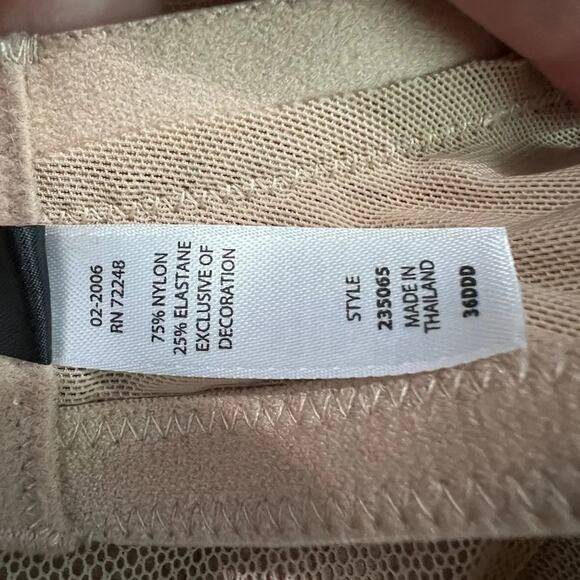 02-2006
RN 72248
75% NYLON
25% ELASTANE
EXCLUSIVE OF
DECORATION
STYLE
235065
MADE IN
THAILAND
36DDD